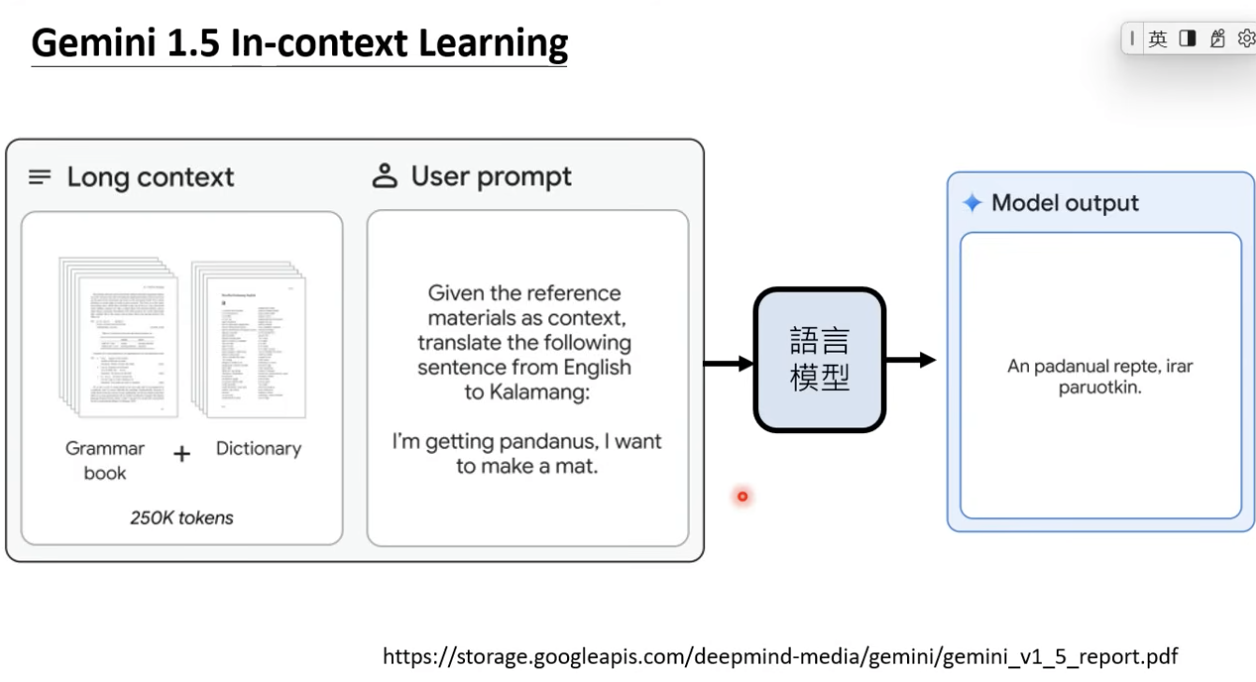 Gemini 1.5 In-context Learning
英
Long context
User prompt
Grammar
book
+
Dictionary
250K tokens
Given the reference
materials as context,
translate the following
sentence from English
to Kalamang:
I'm getting pandanus, I want
to make a mat.
語言
模型
Model output
An padanual repte, irar
paruotkin.
https://storage.googleapis.com/deepmind-media/gemini/gemini_v1_5_report.pdf